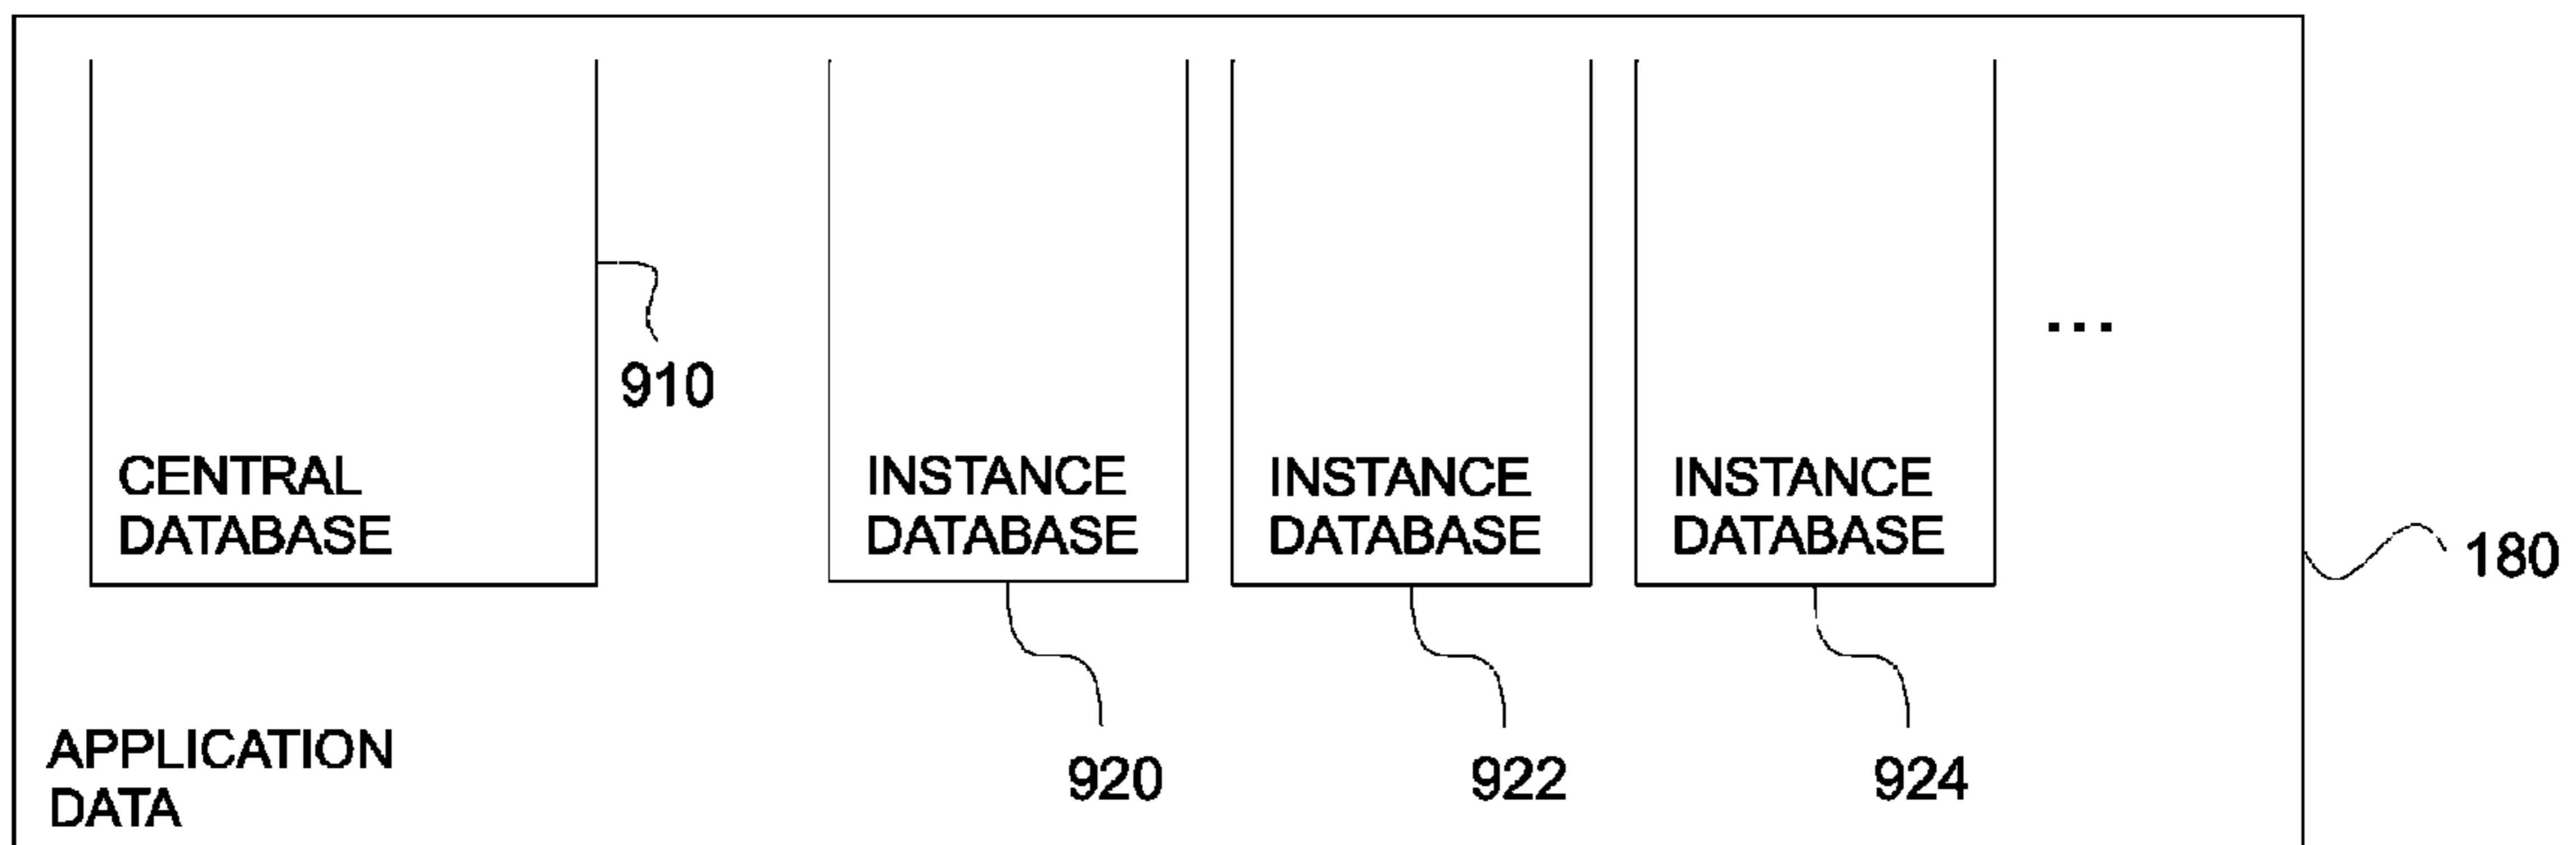 910
CENTRAL
DATABASE
INSTANCE
DATABASE
INSTANCE
DATABASE
INSTANCE
DATABASE
...
180
920
922
924
APPLICATION
DATA